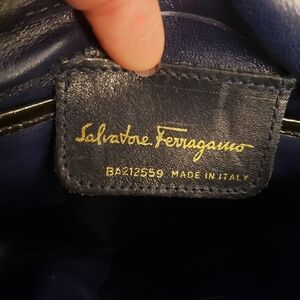 Salvatore Ferragamo
BA212559 MADE IN ITALY